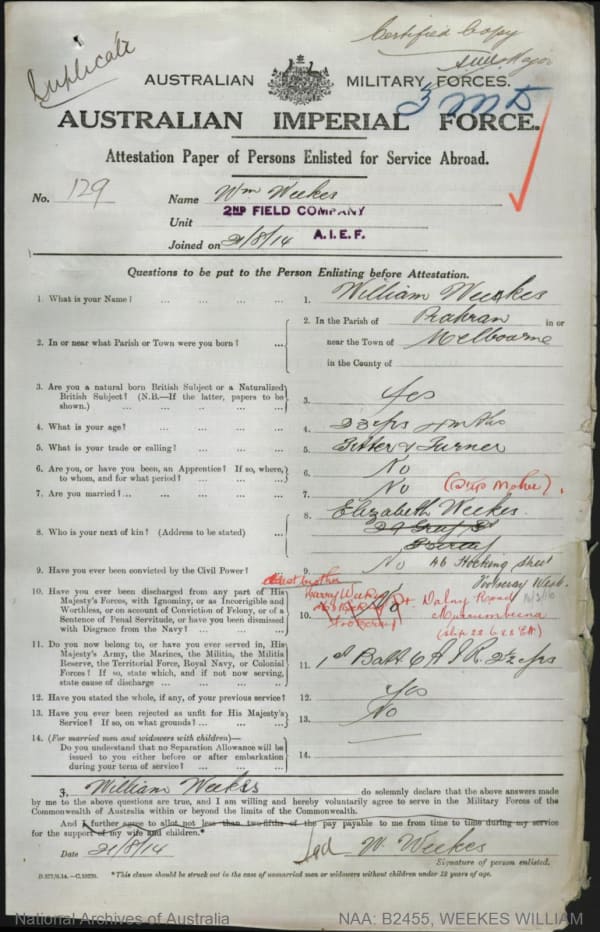 Certified Copy
Duplicate
AUSTRALIAN MILITARY FORCES.
3 MD
AUSTRALIAN IMPERIAL FORCE.
Attestation Paper of Persons Enlisted for Service Abroad.
No. 129 Name Wm Weekes
Unit 2ND FIELD COMPANY
Joined on 21/8/14 A.I.E.F.
Questions to be put to the Person Enlisting before Attestation.
1. What is your Name? ... ... ... ... 1. William Weekes
2. In or near what Parish or Town were you born? ... 2. In the Parish of Prahran in or
near the Town of Melbourne
in the County of
3. Are you a natural born British Subject or a Naturalized
British Subject? (N.B.—If the latter, papers to be
shown.) ... ... ... ... ... 3. Yes
4. What is your age? ... ... ... ... 4.
5. What is your trade or calling? ... ... ... 5. Fitter & Turner
6. Are you, or have you been, an Apprentice? If so, where,
to whom, and for what period? ... ... ... 6. No
7. Are you married? ... ... ... ... 7. No (Step Mother).
8. Who is your next of kin? (Address to be stated) ... 8. Elizabeth Weekes.
46 Hocking Street
Footscray West.
9. Have you ever been convicted by the Civil Power? ... 9. No
brother
Harry Weekes
10. Have you ever been discharged from any part of His
Majesty's Forces, with Ignominy, or as Incorrigible and
Worthless, or on account of Conviction of Felony, or of a
Sentence of Penal Servitude, or have you been dismissed
with Disgrace from the Navy? ... ... ... 10. No
Dalny Road
Murrumbeena
11. Do you now belong to, or have you ever served in, His
Majesty's Army, the Marines, the Militia, the Militia
Reserve, the Territorial Force, Royal Navy, or Colonial
Forces? If so, state which, and if not now serving,
state cause of discharge ... ... ... ... 11. 1st Batt. 6 A I R. 2½ yrs
12. Have you stated the whole, if any, of your previous service? 12. Yes
13. Have you ever been rejected as unfit for His Majesty's
Service? If so, on what grounds? ... ... ... 13. No
14. (For married men and widowers with children)—
Do you understand that no Separation Allowance will be
issued to you either before or after embarkation
during your term of service? ... ... ... 14.
I, William Weekes do solemnly declare that the above answers made
by me to the above questions are true, and I am willing and hereby voluntarily agree to serve in the Military Forces of the
Commonwealth of Australia within or beyond the limits of the Commonwealth.
And I further agree to allot not less than two-fifths of the pay payable to me from time to time during my service
for the support of my wife and children.*
Date 21/8/14 Sgd W. Weekes
Signature of person enlisted.
*This clause should be struck out in the case of unmarried men or widowers without children under 18 years of age.
National Archives of Australia NAA: B2455, WEEKES WILLIAM